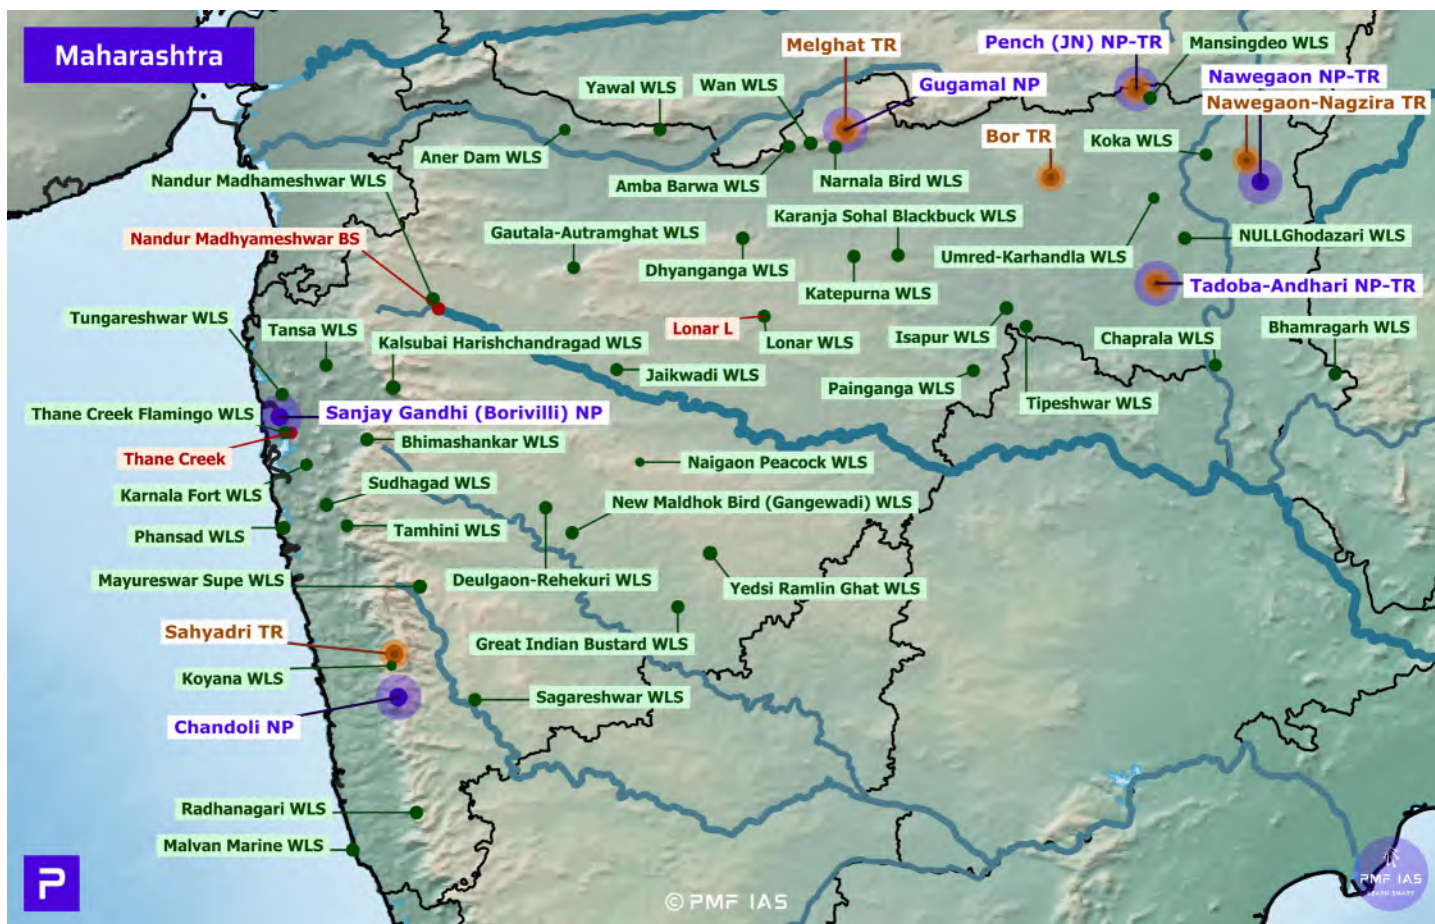 Maharashtra
Melghat TR
Pench (JN) NP-TR
Mansingdeo WLS
Yawal WLS
Wan WLS
Gugamal NP
Nawegaon NP-TR
Nawegaon-Nagzira TR
Bor TR
Koka WLS
Aner Dam WLS
Nandur Madhameshwar WLS
Amba Barwa WLS
Narnala Bird WLS
Karanja Sohal Blackbuck WLS
Nandur Madhyameshwar BS
Gautala-Autramghat WLS
NULLGhodazari WLS
Umred-Karhandla WLS
Dhyanganga WLS
Katepurna WLS
Tadoba-Andhari NP-TR
Tungareshwar WLS
Tansa WLS
Lonar L
Lonar WLS
Isapur WLS
Bhamragarh WLS
Chaprala WLS
Kalsubai Harishchandragad WLS
Jaikwadi WLS
Painganga WLS
Tipeshwar WLS
Thane Creek Flamingo WLS
Sanjay Gandhi (Borivilli) NP
Bhimashankar WLS
Thane Creek
Naigaon Peacock WLS
Karnala Fort WLS
Sudhagad WLS
New Maldhok Bird (Gangewadi) WLS
Phansad WLS
Tamhini WLS
Mayureswar Supe WLS
Deulgaon-Rehekuri WLS
Yedsi Ramlin Ghat WLS
Sahyadri TR
Great Indian Bustard WLS
Koyana WLS
Sagareshwar WLS
Chandoli NP
Radhanagari WLS
Malvan Marine WLS
P
© PMF IAS
PMF IAS
LEARN SMART